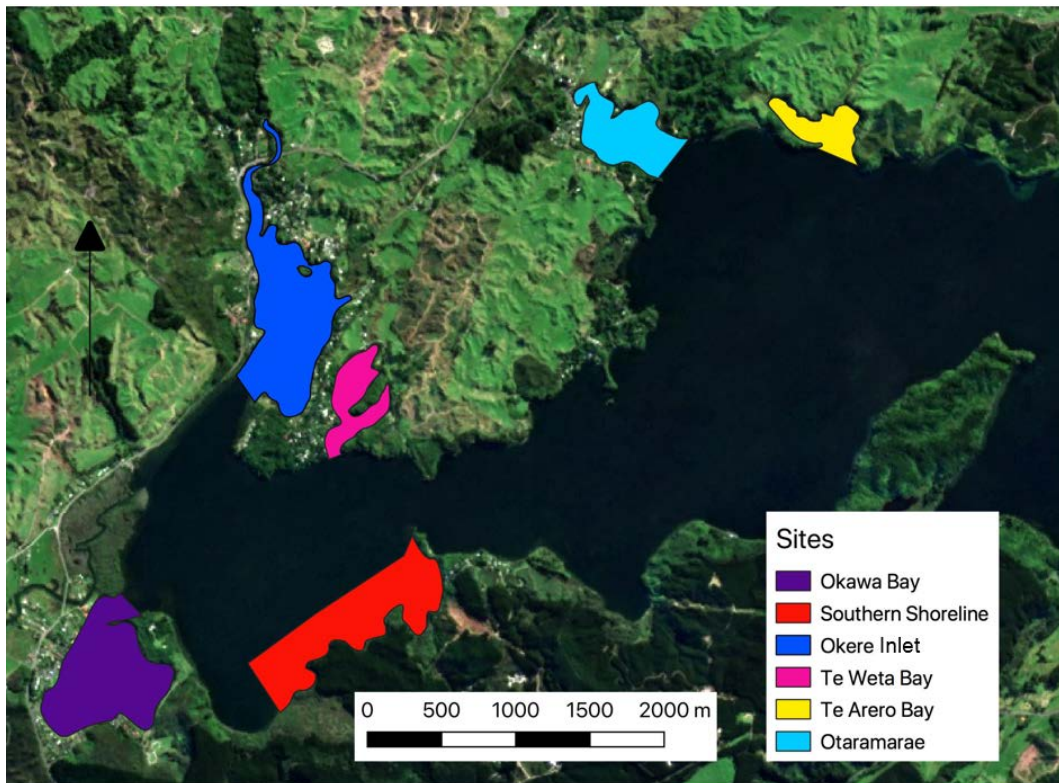 Sites
Okawa Bay
Southern Shoreline
Okere Inlet
Te Weta Bay
Te Arero Bay
Otaramarae
0 500 1000 1500 2000 m